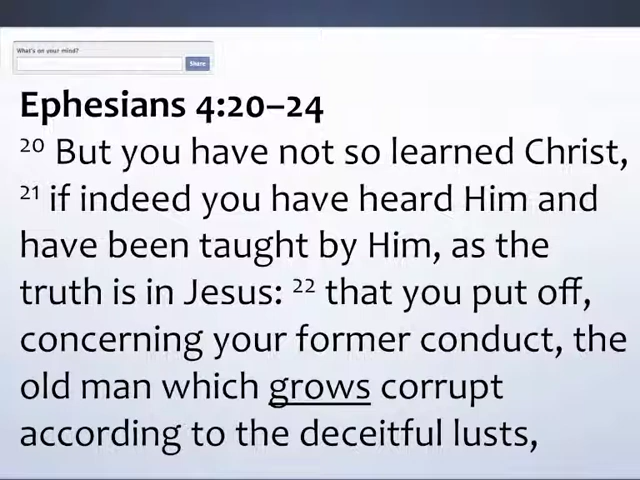 What's on your mind?
Share
Ephesians 4:20–24
20 But you have not so learned Christ,
21 if indeed you have heard Him and
have been taught by Him, as the
truth is in Jesus: 22 that you put off,
concerning your former conduct, the
old man which grows corrupt
according to the deceitful lusts,